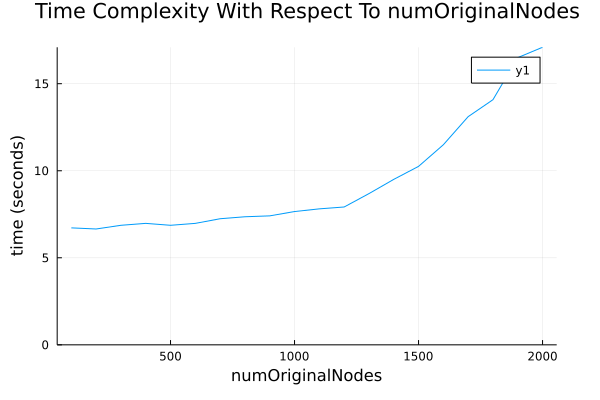 Time Complexity With Respect To numOriginalNodes
y1
15
10
5
0
time (seconds)
500 1000 1500 2000
numOriginalNodes